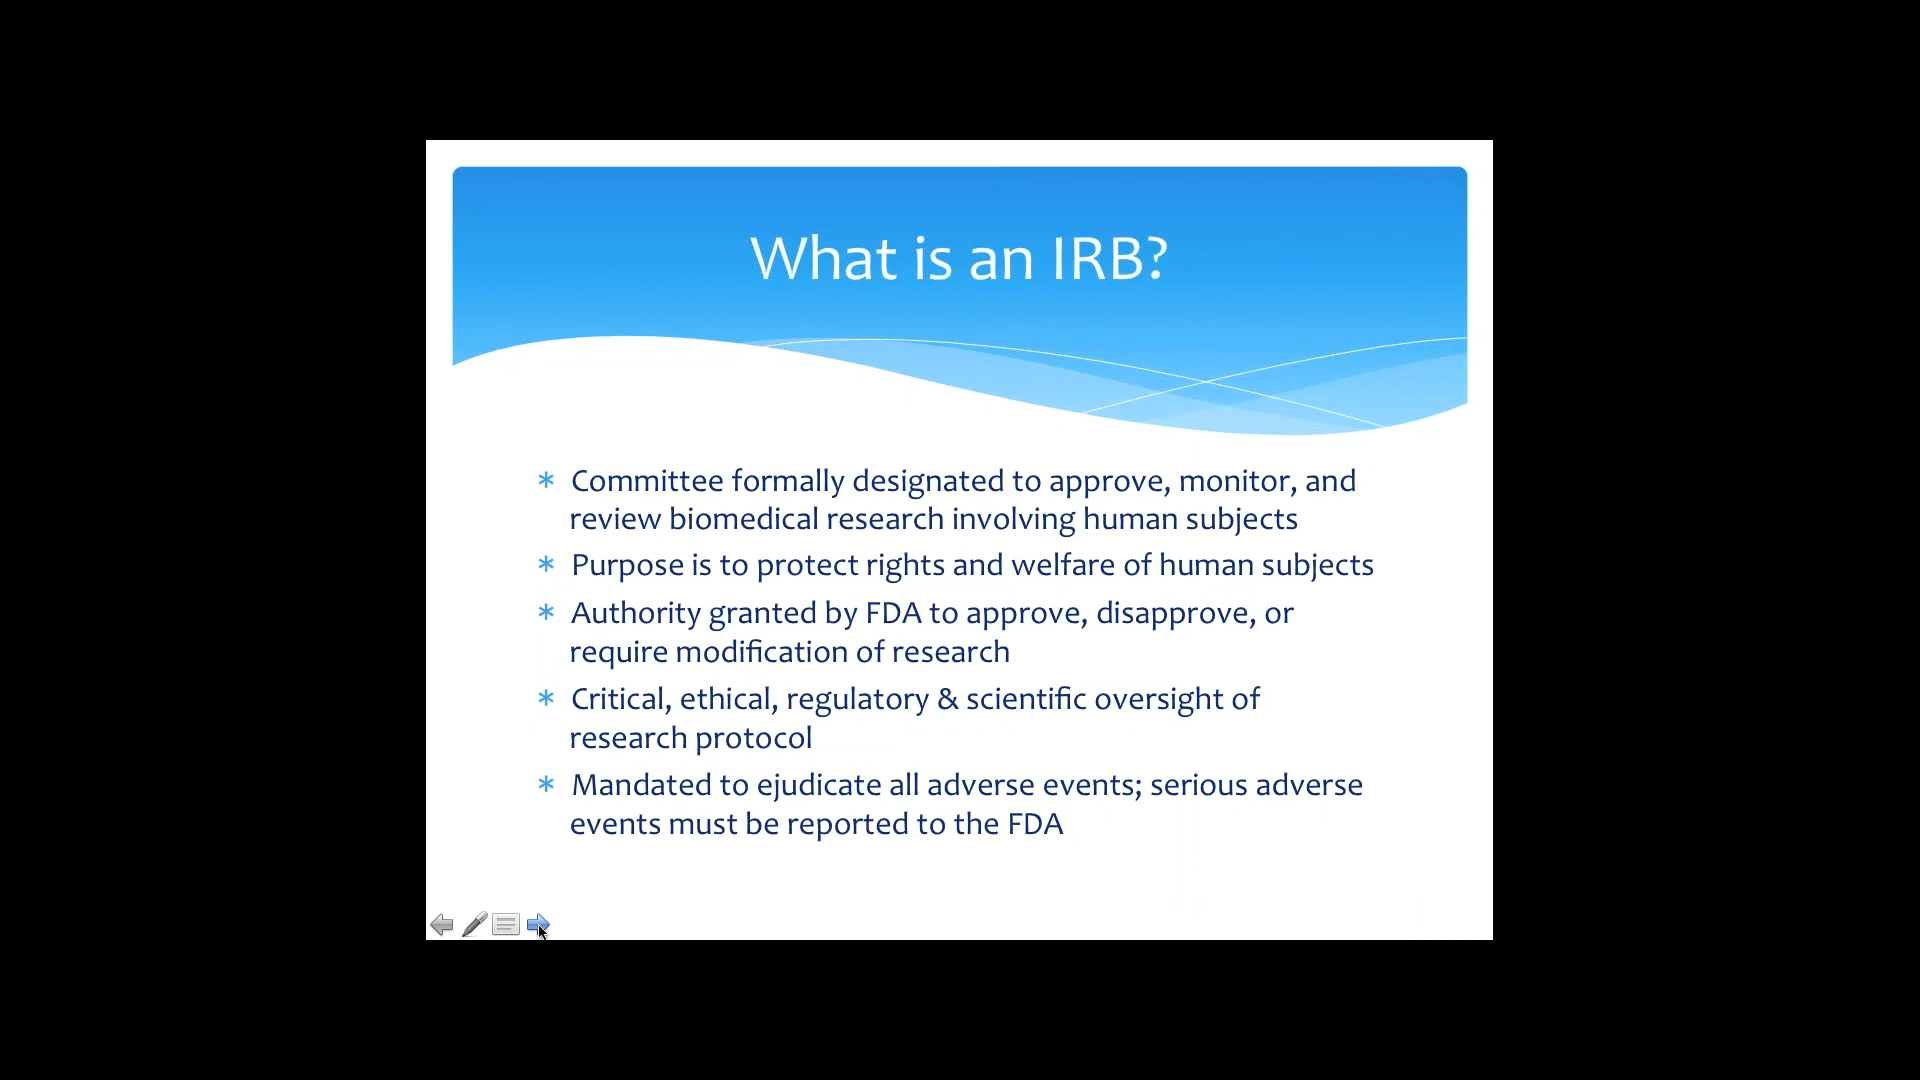 What is an IRB?
* Committee formally designated to approve, monitor, and
review biomedical research involving human subjects
* Purpose is to protect rights and welfare of human subjects
* Authority granted by FDA to approve, disapprove, or
require modification of research
* Critical, ethical, regulatory & scientific oversight of
research protocol
* Mandated to ejudicate all adverse events; serious adverse
events must be reported to the FDA